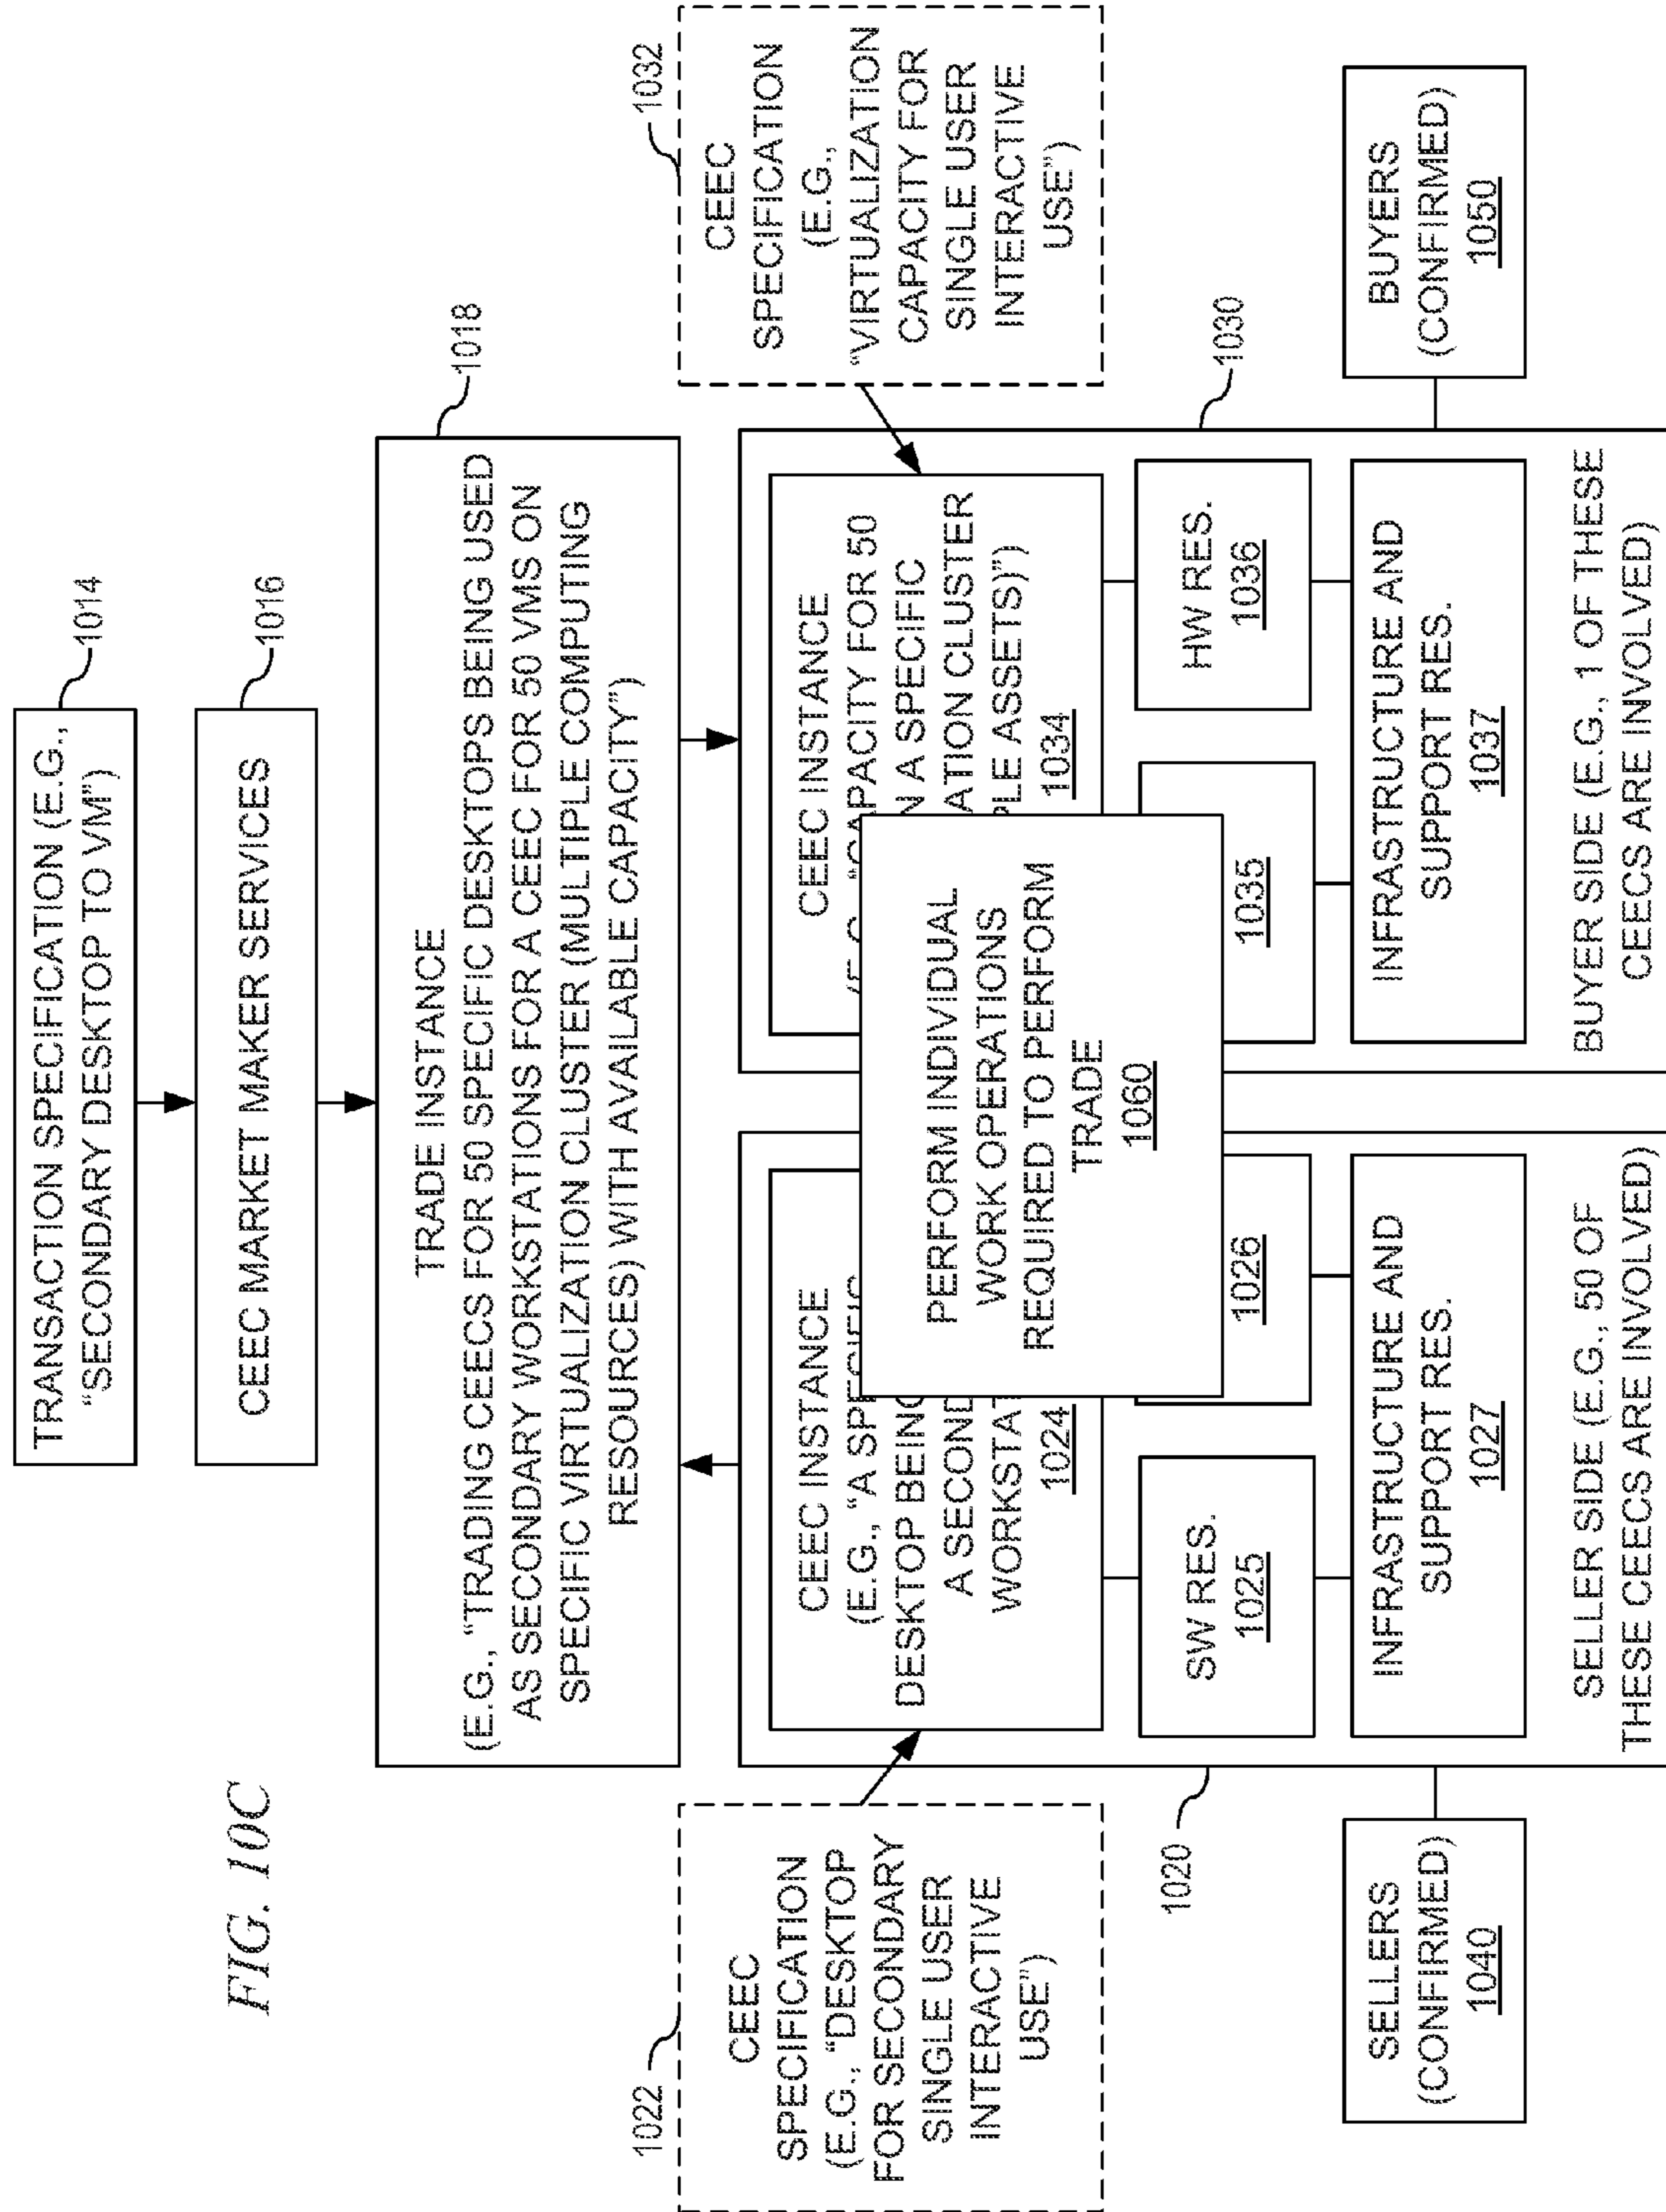 FIG. 10C
TRANSACTION SPECIFICATION (E.G.,
“SECONDARY DESKTOP TO VM”)
1014
CEEC MARKET MAKER SERVICES
1016
TRADE INSTANCE
(E.G., “TRADING CEECS FOR 50 SPECIFIC DESKTOPS BEING USED
AS SECONDARY WORKSTATIONS FOR A CEEC FOR 50 VMS ON
SPECIFIC VIRTUALIZATION CLUSTER (MULTIPLE COMPUTING
RESOURCES) WITH AVAILABLE CAPACITY”)
1018
1022
CEEC
SPECIFICATION
(E.G., “DESKTOP
FOR SECONDARY
SINGLE USER
INTERACTIVE
USE”)
1032
CEEC
SPECIFICATION
(E.G.,
“VIRTUALIZATION
CAPACITY FOR
SINGLE USER
INTERACTIVE
USE”)
1020
CEEC INSTANCE
(E.G., “A SPECIFIC
DESKTOP BEING
A SECOND
WORKSTAT
1024
SW RES.
1025
1026
INFRASTRUCTURE AND
SUPPORT RES.
1027
SELLER SIDE (E.G., 50 OF
THESE CEECS ARE INVOLVED)
PERFORM INDIVIDUAL
WORK OPERATIONS
REQUIRED TO PERFORM
TRADE
1060
1030
CEEC INSTANCE
“CAPACITY FOR 50
N A SPECIFIC
ATION CLUSTER
PLE ASSETS)”)
1034
1035
HW RES.
1036
INFRASTRUCTURE AND
SUPPORT RES.
1037
BUYER SIDE (E.G., 1 OF THESE
CEECS ARE INVOLVED)
SELLERS
(CONFIRMED)
1040
BUYERS
(CONFIRMED)
1050